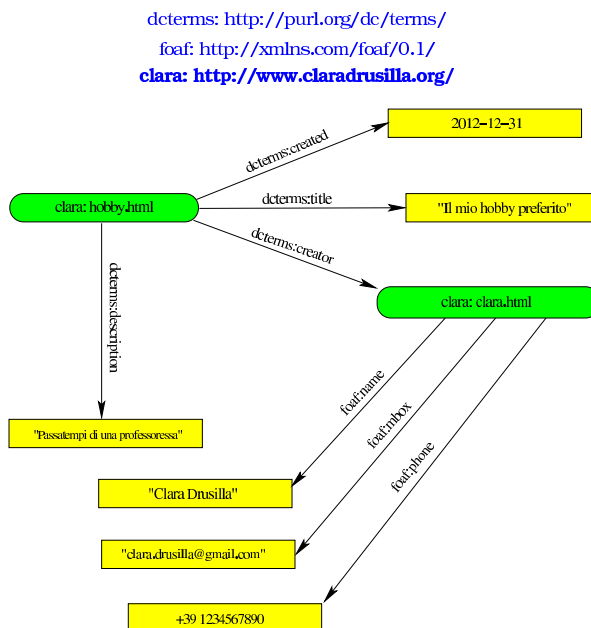 dcterms: http://purl.org/dc/terms/
foaf: http://xmlns.com/foaf/0.1/
clara: http://www.claradrusilla.org/
2012-12-31
dcterms:created
clara: hobby.html
dcterms:title
"Il mio hobby preferito"
dcterms:creator
dcterms:description
clara: clara.html
foaf:name
foaf:mbox
foaf:phone
"Passatempi di una professoressa"
"Clara Drusilla"
"clara.drusilla@gmail.com"
+39 1234567890